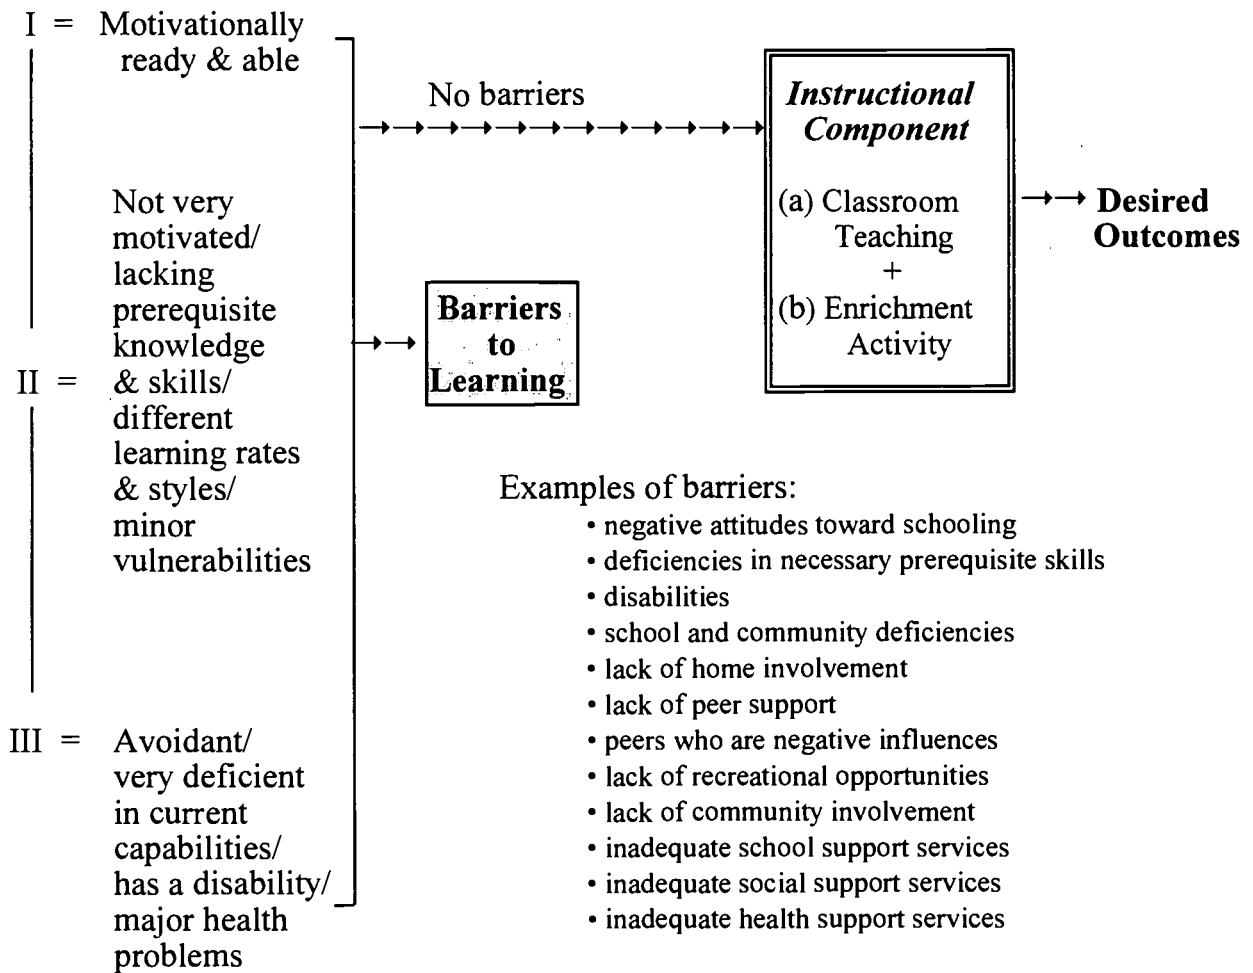 I = Motivationally
ready & able
No barriers
Instructional
Component
(a) Classroom
Teaching
+
(b) Enrichment
Activity
Desired
Outcomes
Not very
motivated/
lacking
prerequisite
knowledge
II = & skills/
different
learning rates
& styles/
minor
vulnerabilities
Barriers
to
Learning
Examples of barriers:
• negative attitudes toward schooling
• deficiencies in necessary prerequisite skills
• disabilities
• school and community deficiencies
• lack of home involvement
• lack of peer support
• peers who are negative influences
• lack of recreational opportunities
• lack of community involvement
• inadequate school support services
• inadequate social support services
• inadequate health support services
III = Avoidant/
very deficient
in current
capabilities/
has a disability/
major health
problems